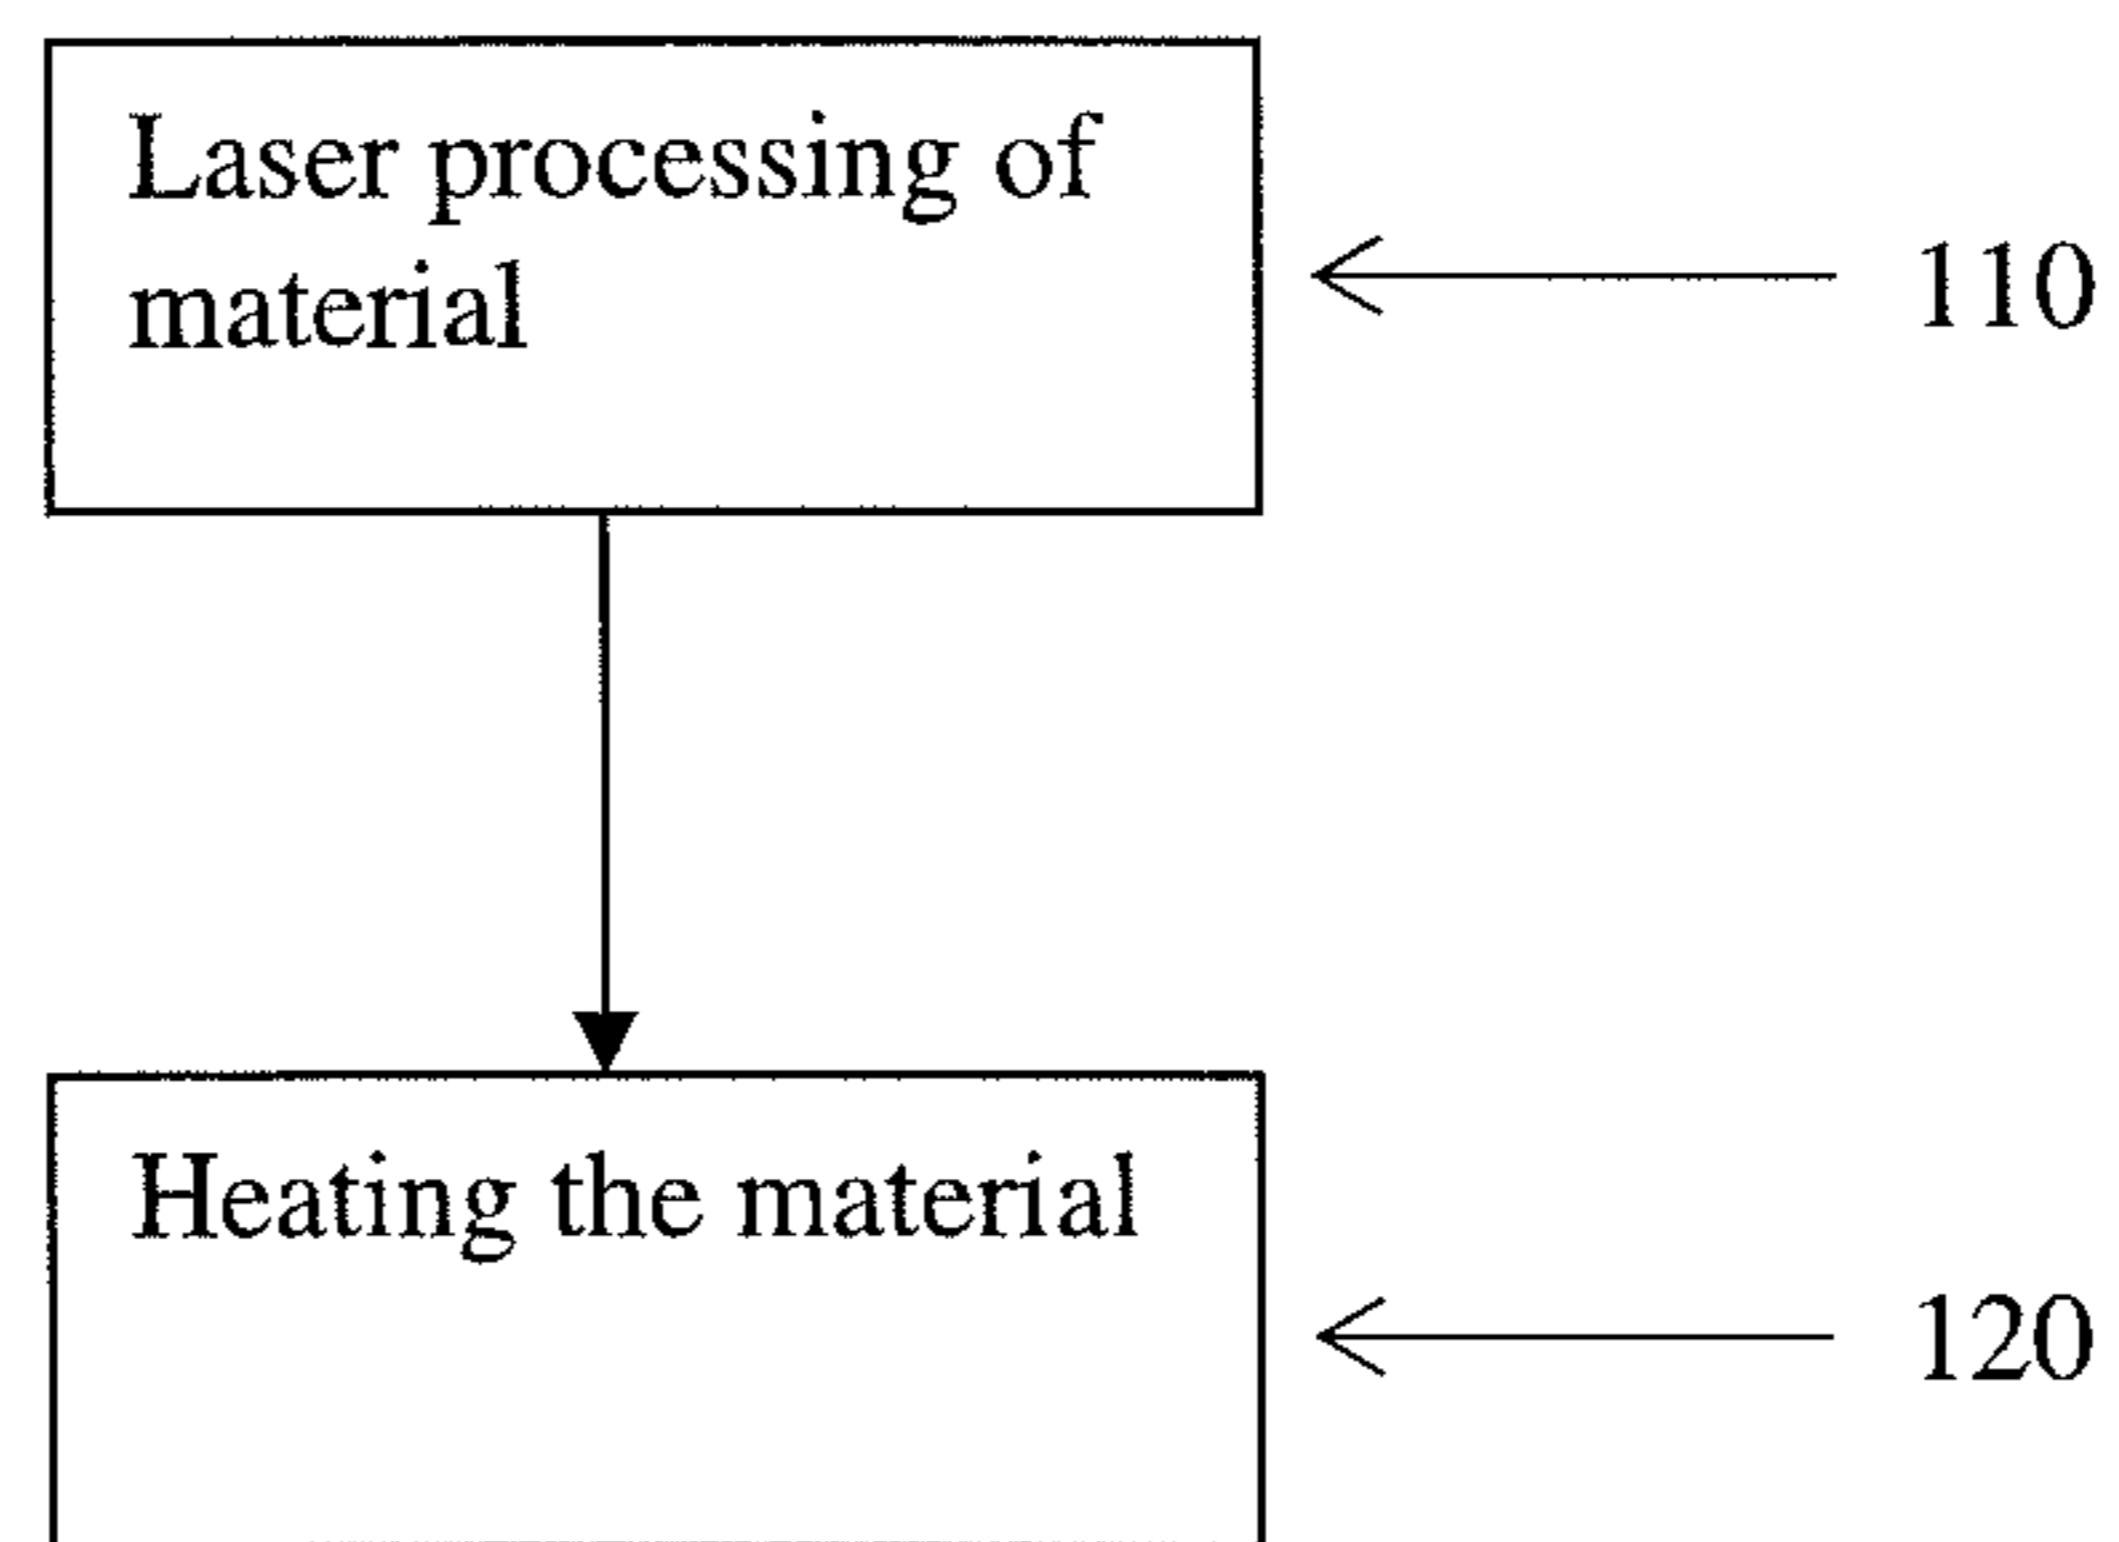 Laser processing of
material
110
Heating the material
120